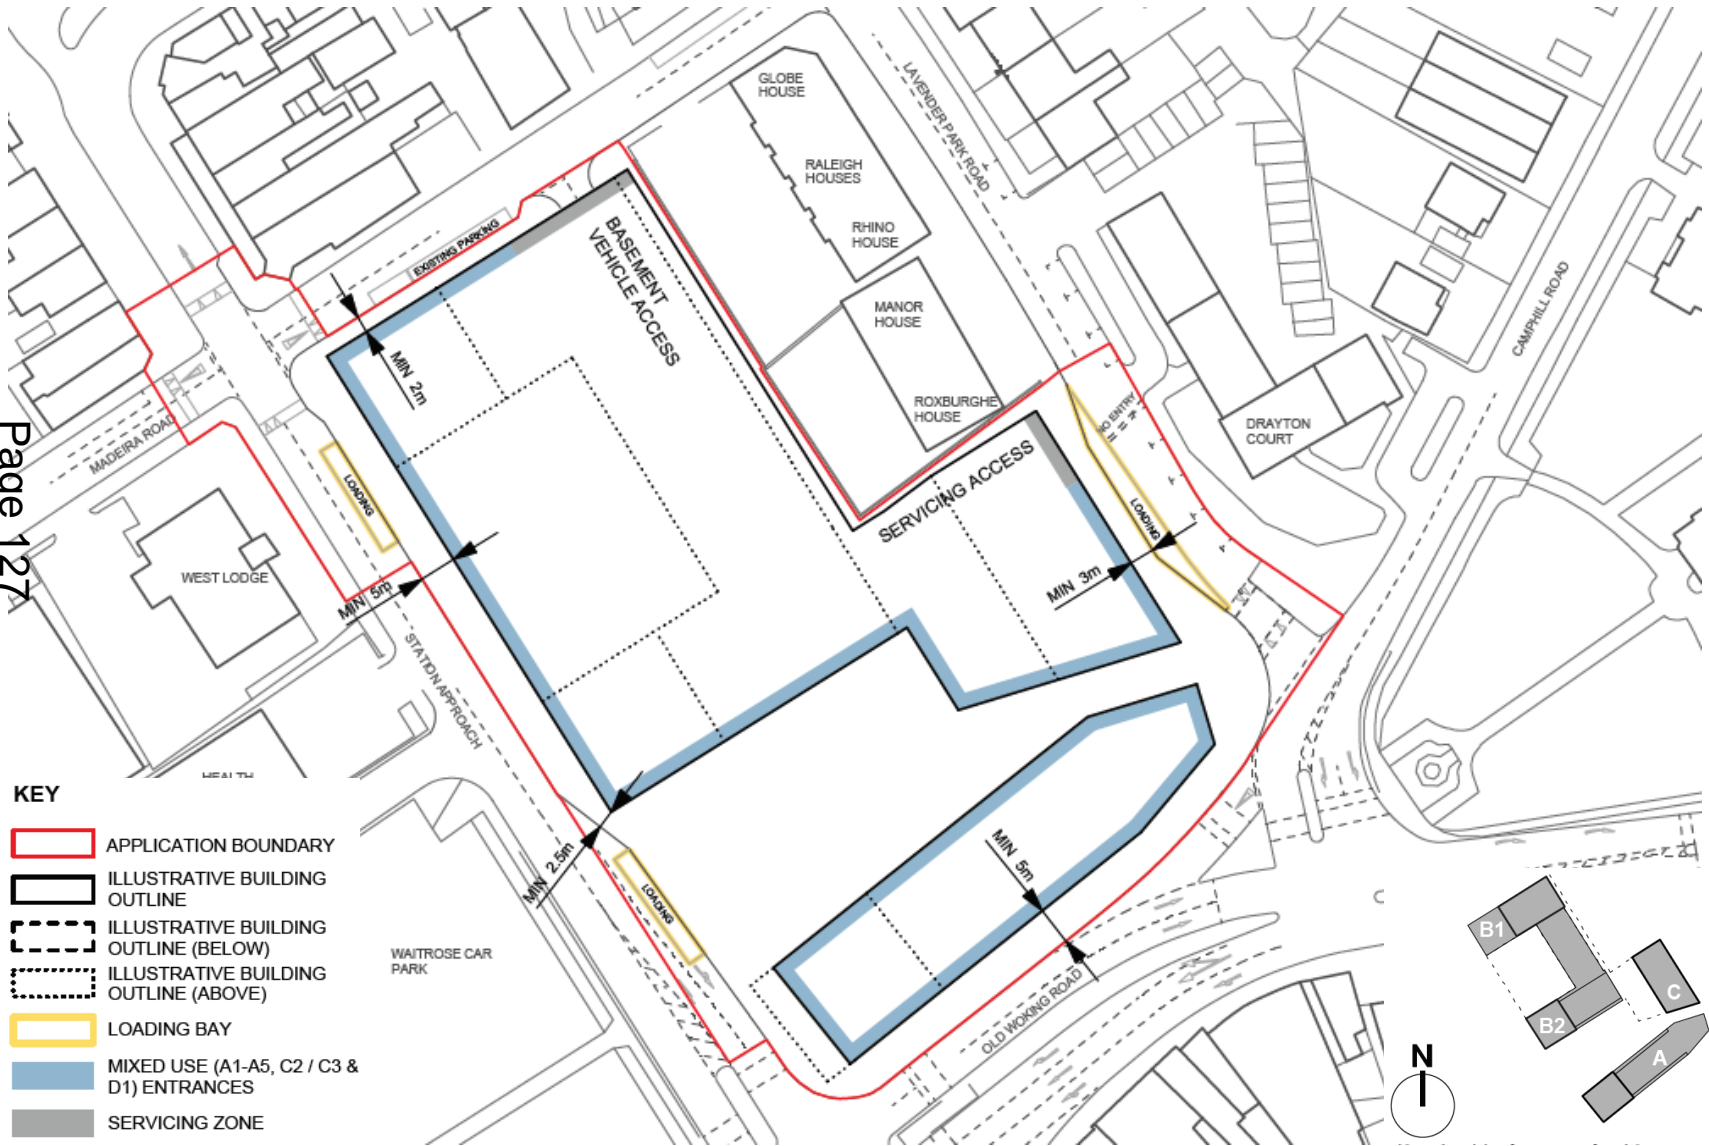 GLOBE
HOUSE
LAVENDER PARK ROAD
RALEIGH
HOUSES
RHINO
HOUSE
EXISTING PARKING
BASEMENT
VEHICLE ACCESS
MANOR
HOUSE
CAMPHILL ROAD
MIN 2m
ROXBURGHE
HOUSE
NO ENTRY
DRAYTON
COURT
MADEIRA ROAD
Page 127
LOADING
SERVICING ACCESS
LOADING
WEST LODGE
MIN 5m
MIN 3m
STATION APPROACH
HEALTH
KEY
APPLICATION BOUNDARY
ILLUSTRATIVE BUILDING
OUTLINE
ILLUSTRATIVE BUILDING
OUTLINE (BELOW)
ILLUSTRATIVE BUILDING
OUTLINE (ABOVE)
LOADING BAY
MIXED USE (A1-A5, C2 / C3 &
D1) ENTRANCES
SERVICING ZONE
MIN 2.5m
LOADING
WAITROSE CAR
PARK
MIN 5m
OLD WOKING ROAD
B1
C
B2
A
N